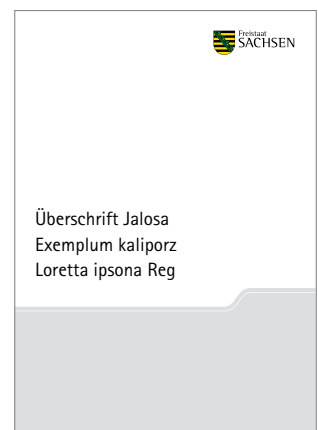 Freistaat
SACHSEN
Überschrift Jalosa
Exemplum kaliporz
Loretta ipsona Reg